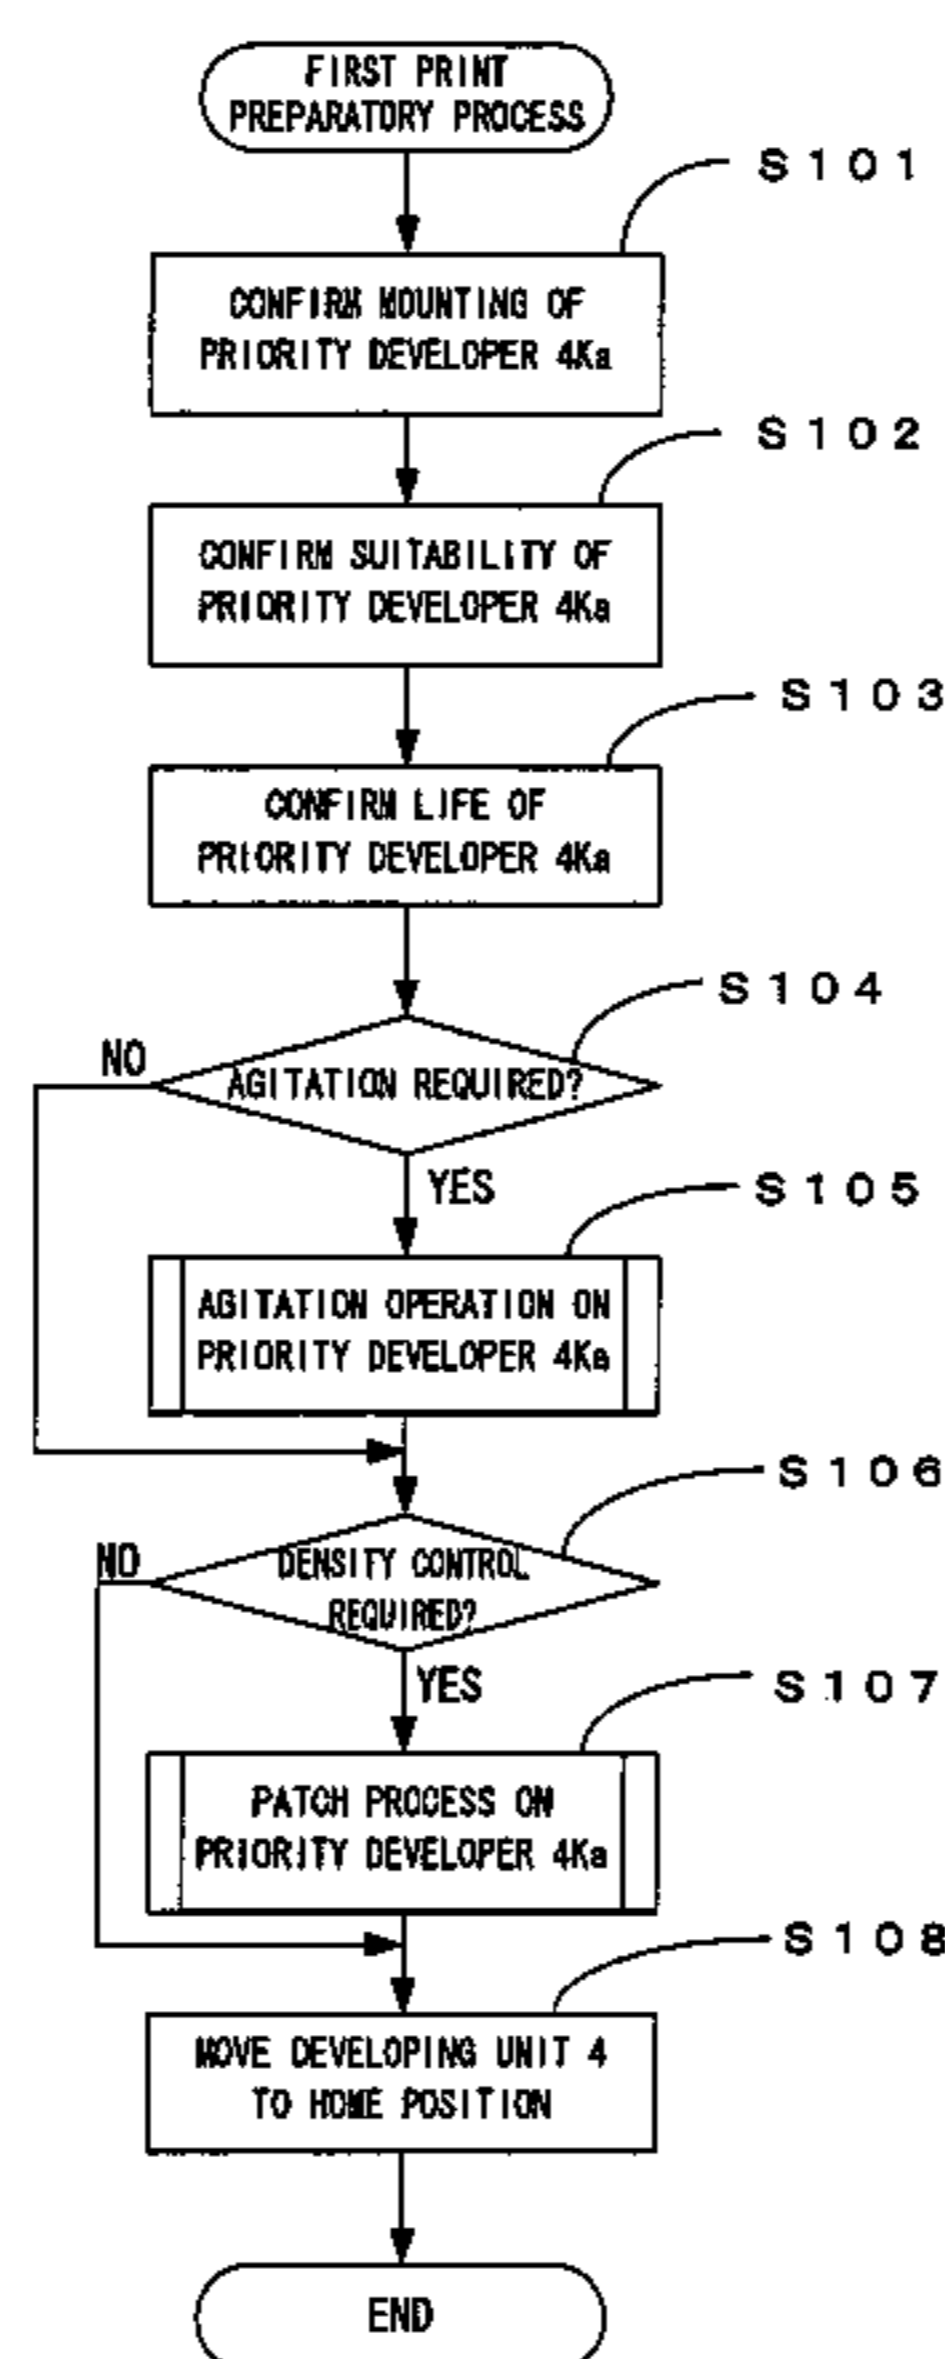 FIRST PRINT
PREPARATORY PROCESS
S101
CONFIRM MOUNTING OF
PRIORITY DEVELOPER 4Ka
S102
CONFIRM SUITABILITY OF
PRIORITY DEVELOPER 4Ka
S103
CONFIRM LIFE OF
PRIORITY DEVELOPER 4Ka
S104
NO
AGITATION REQUIRED?
YES
S105
AGITATION OPERATION ON
PRIORITY DEVELOPER 4Ka
S106
NO
DENSITY CONTROL
REQUIRED?
YES
S107
PATCH PROCESS ON
PRIORITY DEVELOPER 4Ka
S108
MOVE DEVELOPING UNIT 4
TO HOME POSITION
END